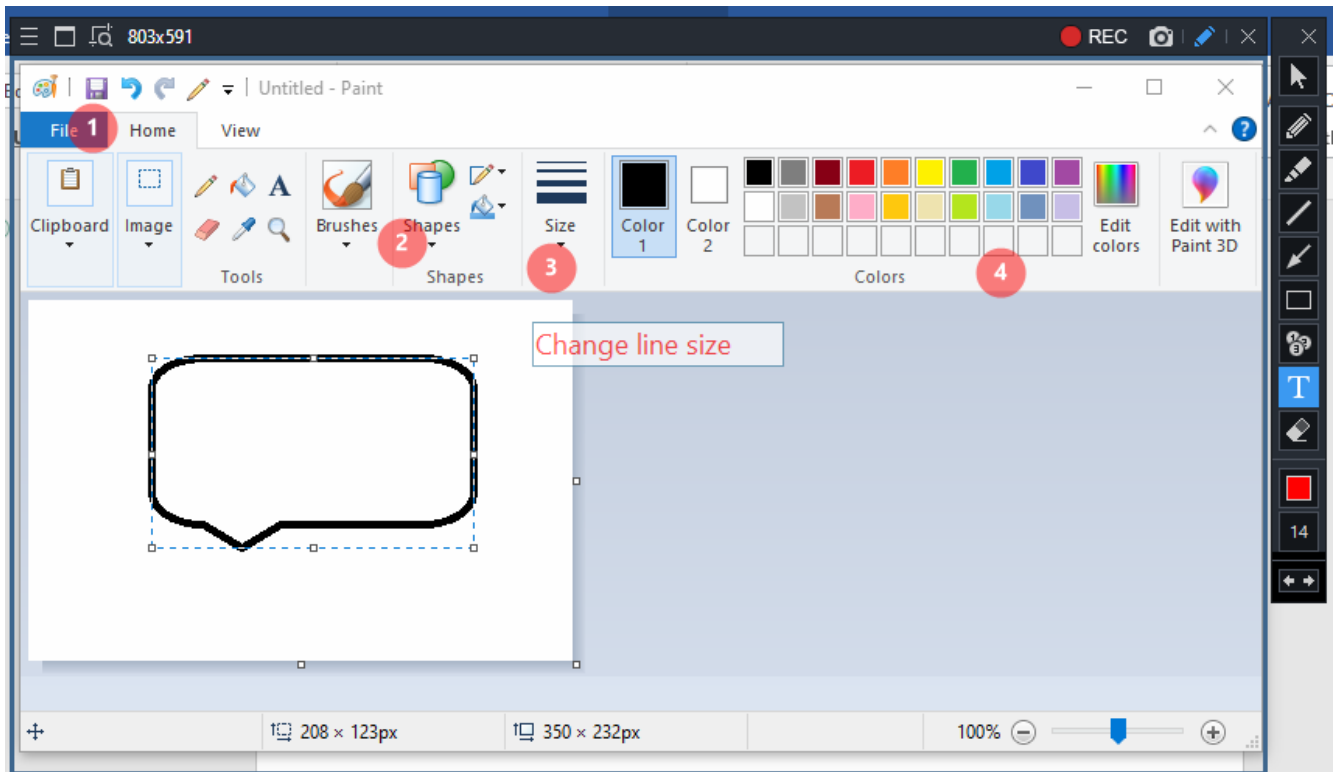 803x591
REC
Untitled - Paint
File 1 Home View
Clipboard Image Brushes Shapes Size Color 1 Color 2 Edit colors Edit with Paint 3D
2
3
4
Tools Shapes Colors
Change line size
T
14
208 × 123px 350 × 232px 100%